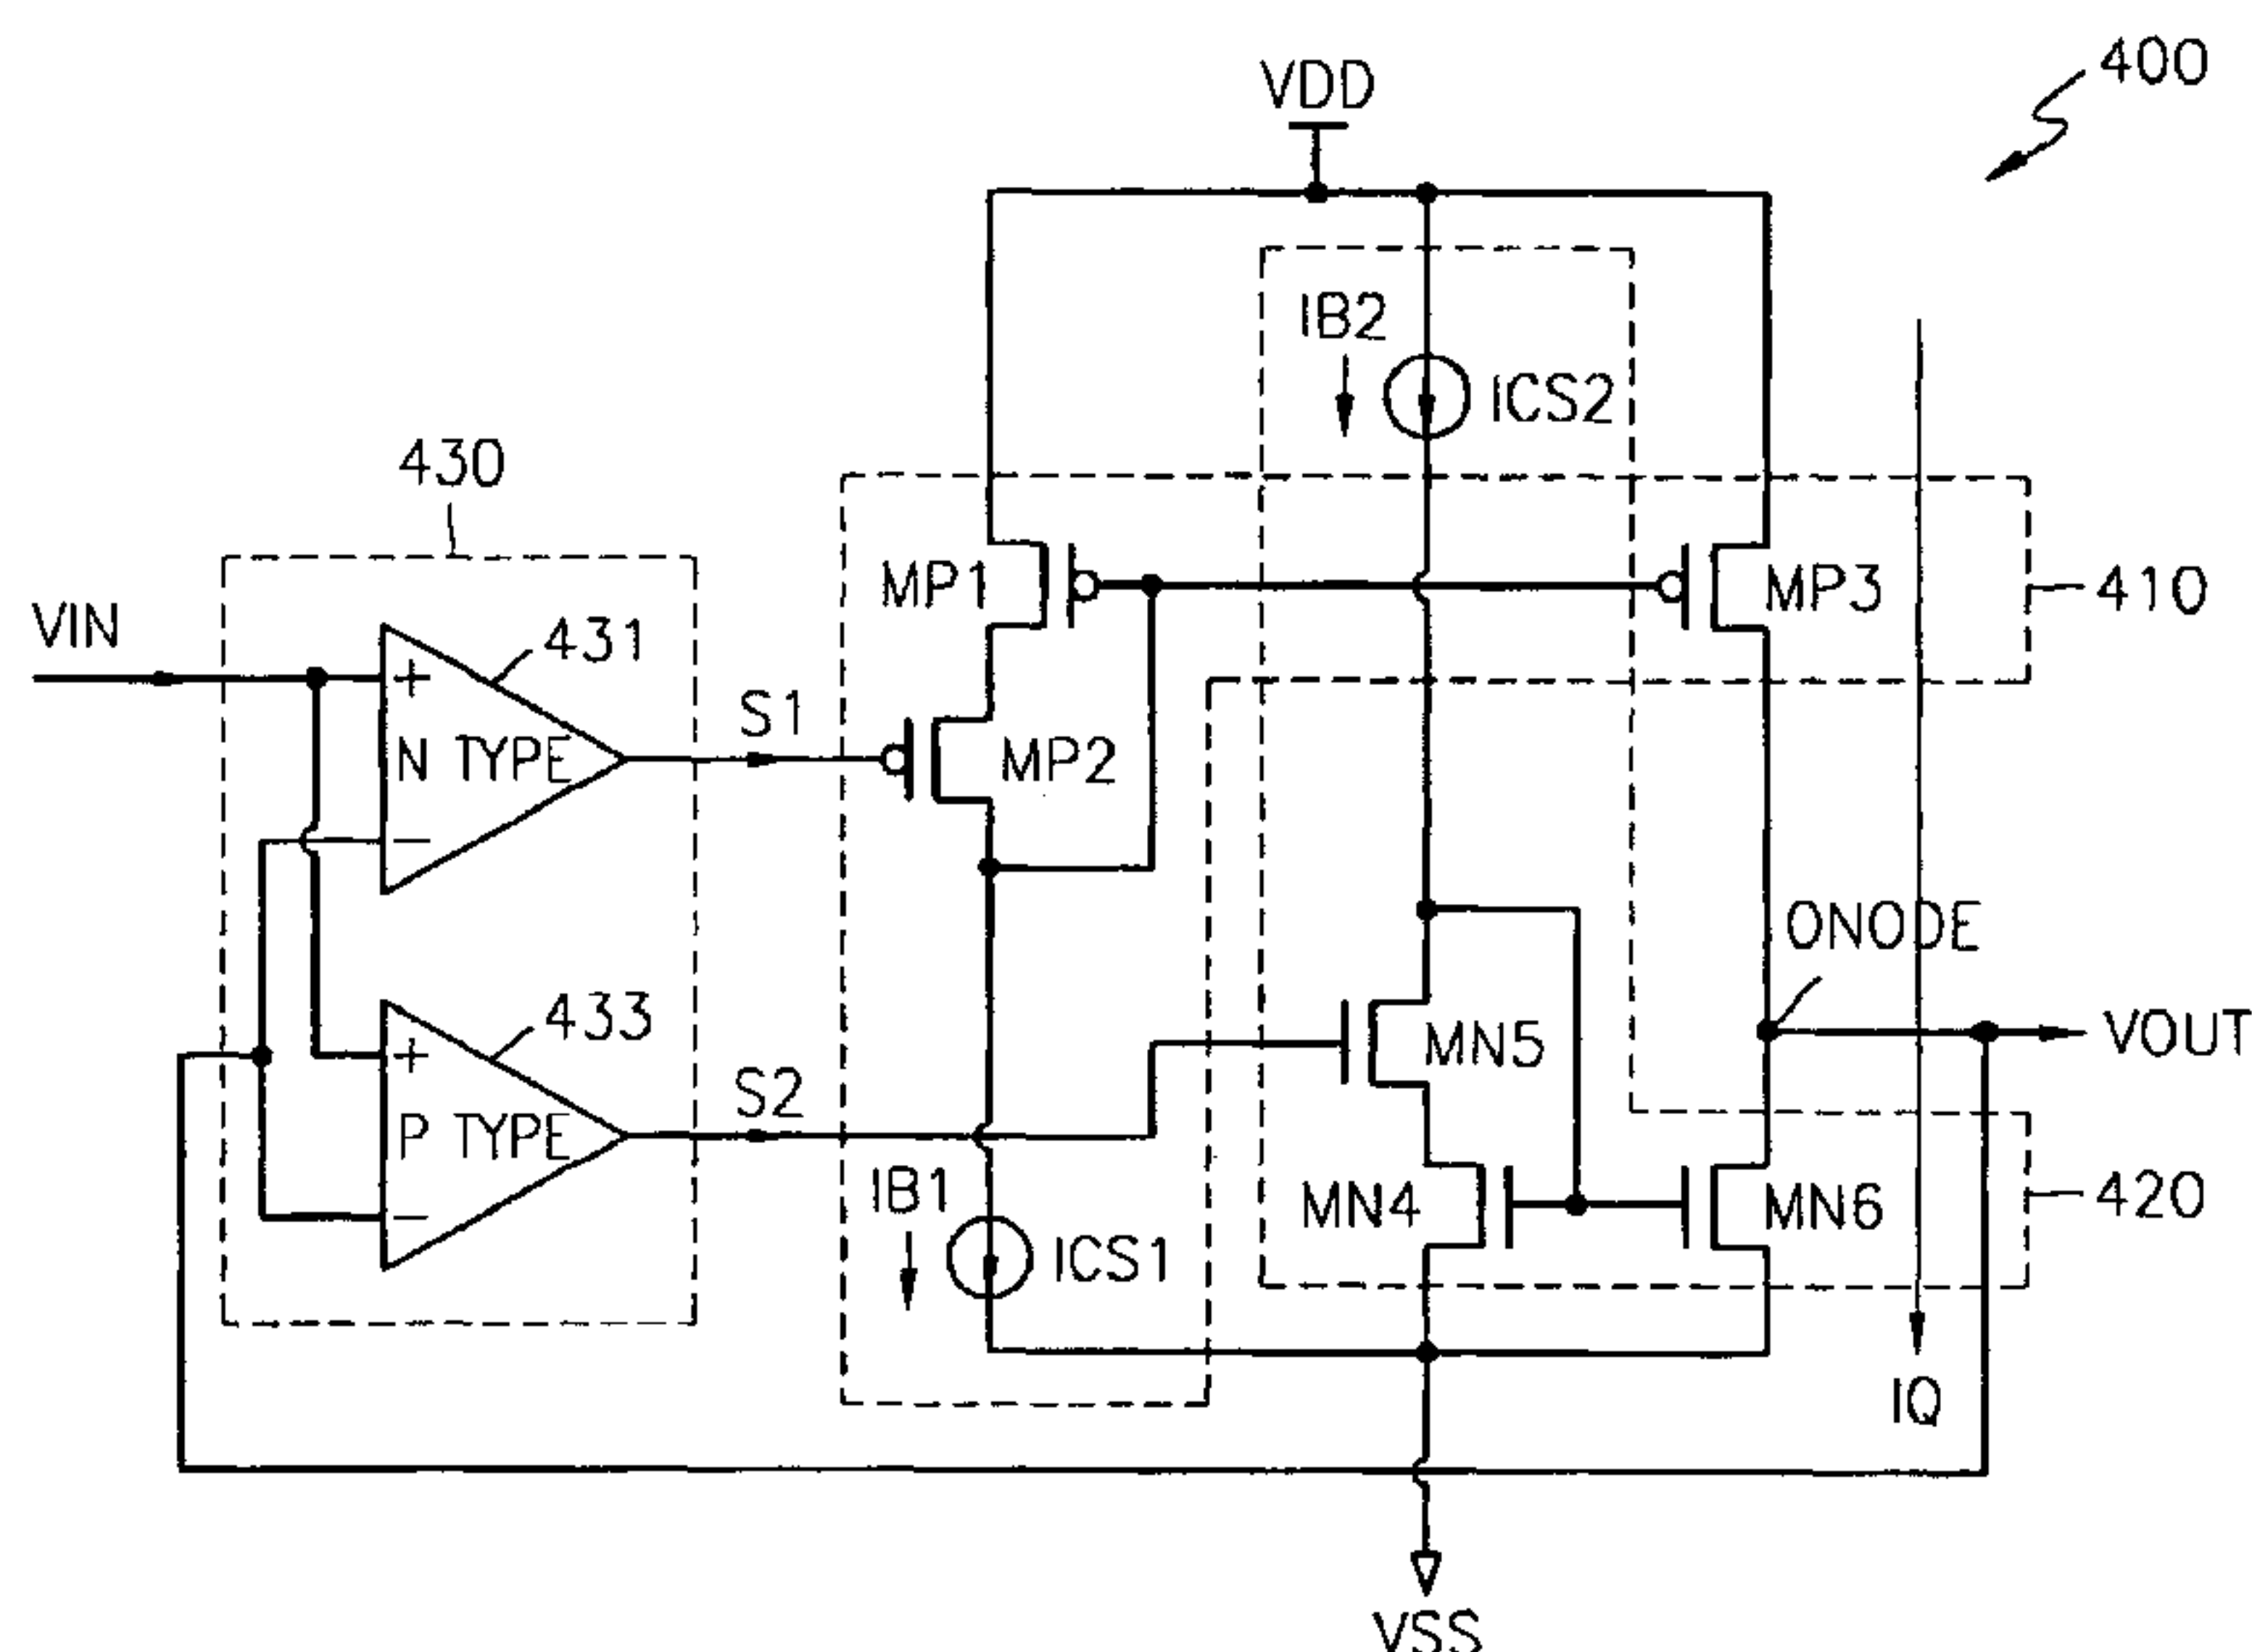 400
VDD
IB2
ICS2
430
MP1
MP3
410
VIN
431
+
N TYPE
−
S1
MP2
ONODE
433
+
P TYPE
−
S2
MN5
VOUT
IB1
ICS1
MN4
MN6
420
IQ
VSS